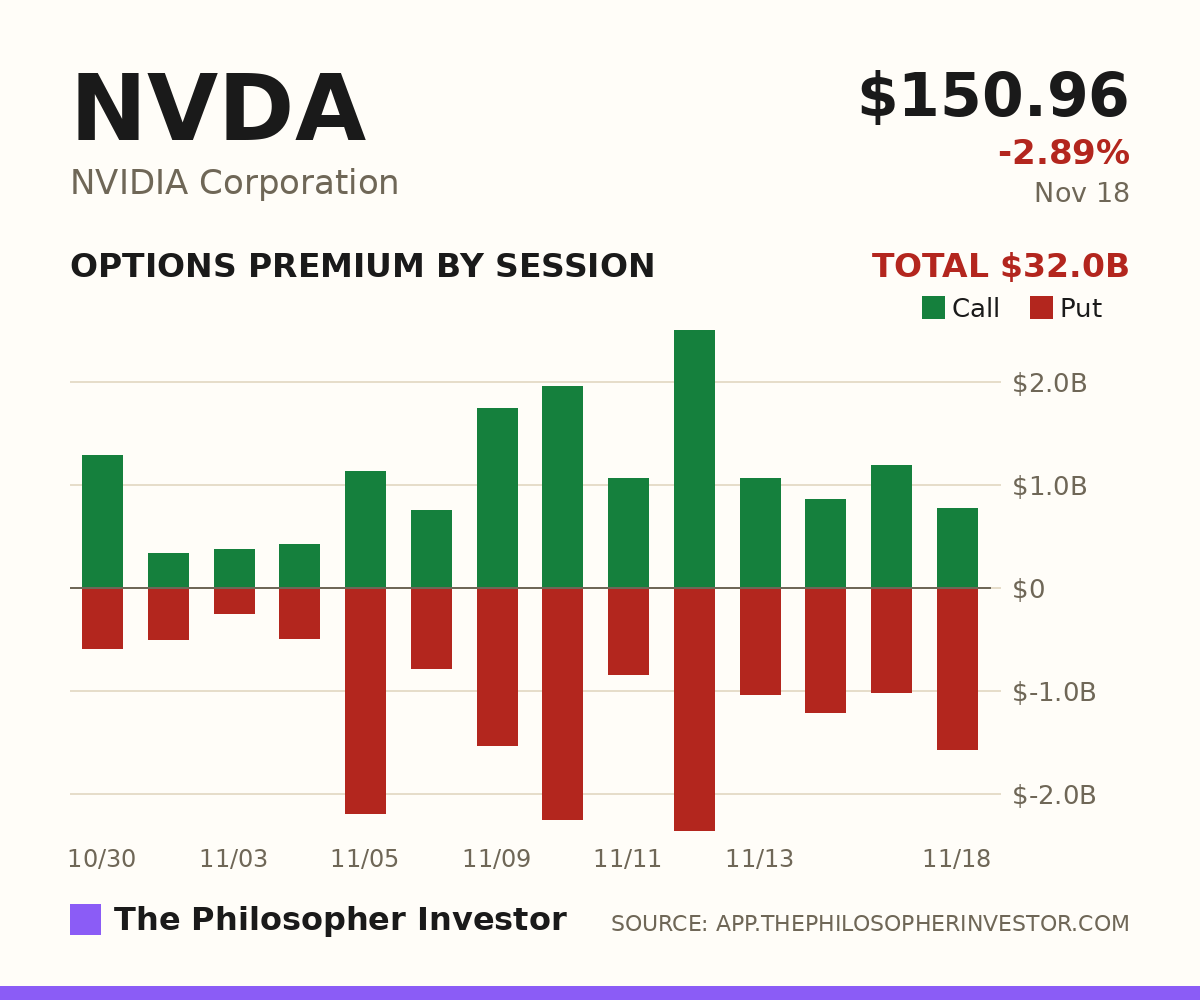 NVDA
$150.96
NVIDIA Corporation
-2.89%
Nov 18
OPTIONS PREMIUM BY SESSION
TOTAL $32.0B
Call
Put
$2.0B
$1.0B
$0
$-1.0B
$-2.0B
10/30 11/03 11/05 11/09 11/11 11/13 11/18
The Philosopher Investor
SOURCE: APP.THEPHILOSOPHERINVESTOR.COM